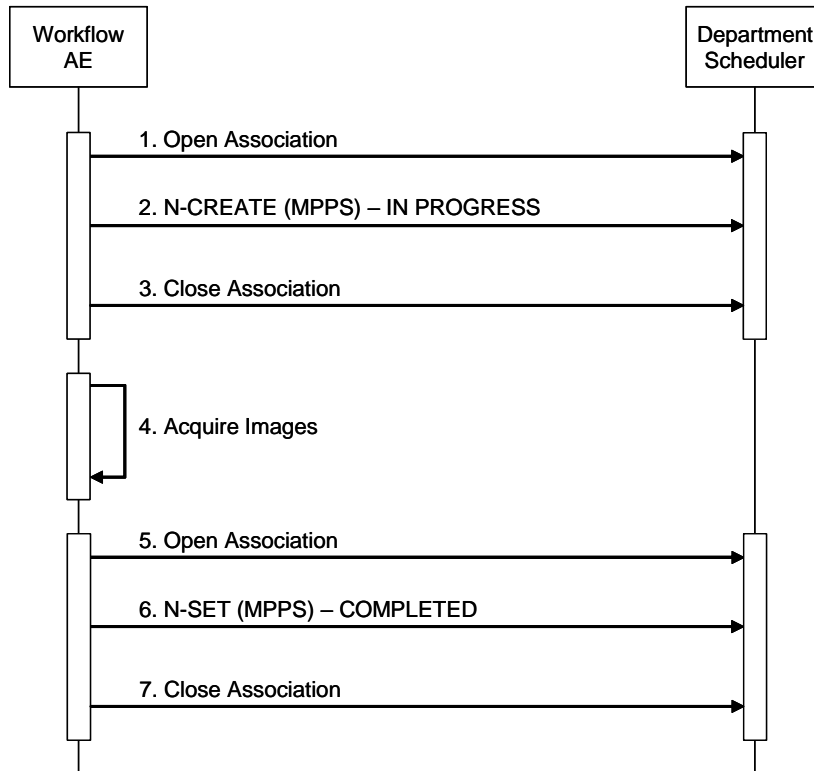 Workflow
AE
Department
Scheduler
1. Open Association
2. N-CREATE (MPPS) – IN PROGRESS
3. Close Association
4. Acquire Images
5. Open Association
6. N-SET (MPPS) – COMPLETED
7. Close Association